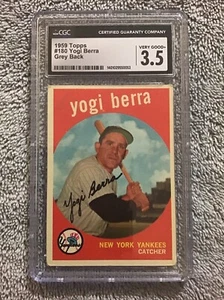 CGC
CERTIFIED GUARANTY COMPANY
1959 Topps
#180 Yogi Berra
Grey Back
VERY GOOD+
3.5
yogi berra
Yogi Berra
NEW YORK YANKEES
CATCHER